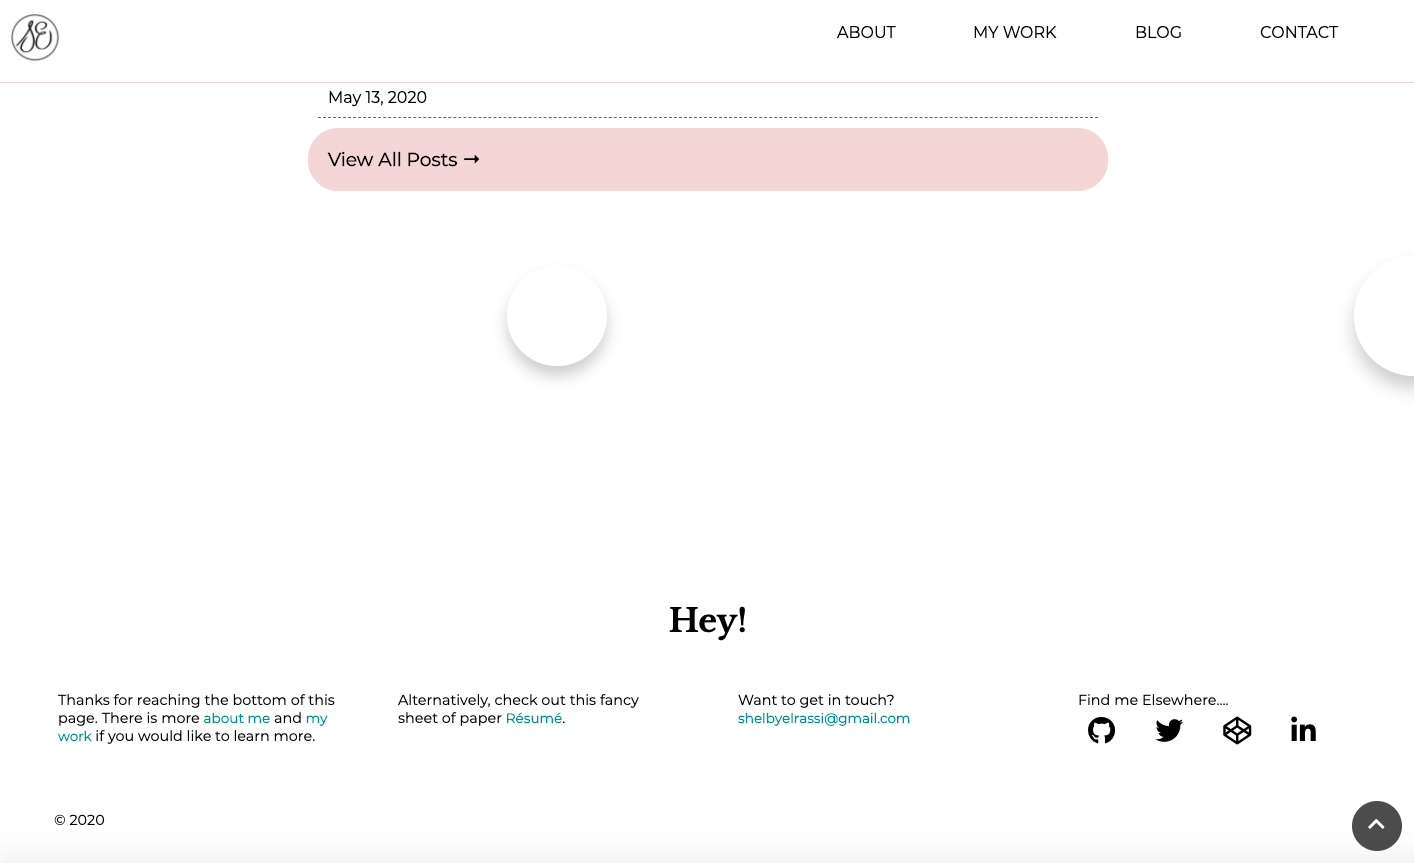 SE
ABOUT MY WORK BLOG CONTACT
May 13, 2020
View All Posts →
Hey!
Thanks for reaching the bottom of this
page. There is more about me and my
work if you would like to learn more.
Alternatively, check out this fancy
sheet of paper Résumé.
Want to get in touch?
shelbyelrassi@gmail.com
Find me Elsewhere....
in
© 2020